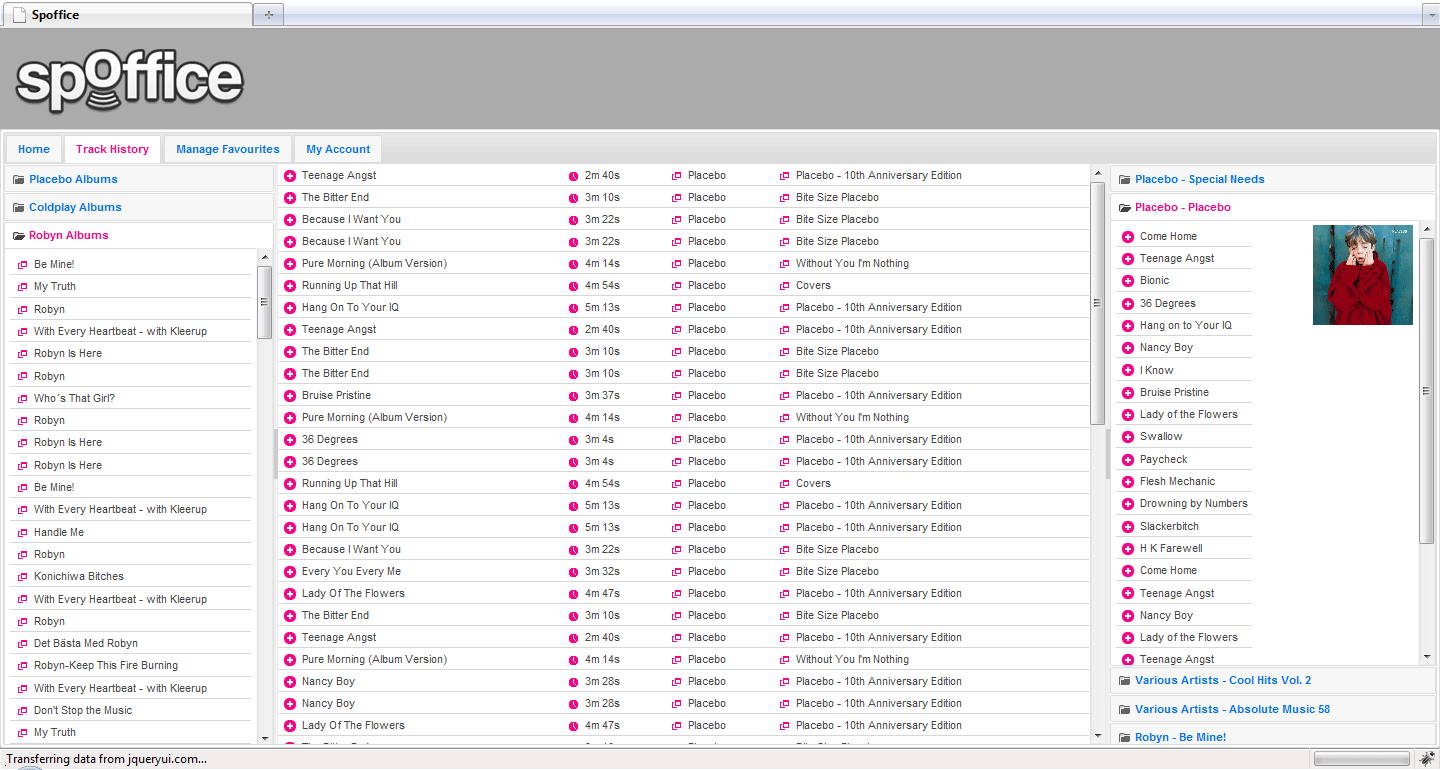 Spoffice
spoffice
Home Track History Manage Favourites My Account
Placebo Albums
Coldplay Albums
Robyn Albums
Be Mine!
My Truth
Robyn
With Every Heartbeat - with Kleerup
Robyn Is Here
Robyn
Who´s That Girl?
Robyn
Robyn Is Here
Robyn Is Here
Be Mine!
With Every Heartbeat - with Kleerup
Handle Me
Robyn
Konichiwa Bitches
With Every Heartbeat - with Kleerup
Robyn
Det Bästa Med Robyn
Robyn-Keep This Fire Burning
With Every Heartbeat - with Kleerup
Don't Stop the Music
My Truth
Teenage Angst 2m 40s Placebo Placebo - 10th Anniversary Edition
The Bitter End 3m 10s Placebo Bite Size Placebo
Because I Want You 3m 22s Placebo Bite Size Placebo
Because I Want You 3m 22s Placebo Bite Size Placebo
Pure Morning (Album Version) 4m 14s Placebo Without You I'm Nothing
Running Up That Hill 4m 54s Placebo Covers
Hang On To Your IQ 5m 13s Placebo Placebo - 10th Anniversary Edition
Teenage Angst 2m 40s Placebo Placebo - 10th Anniversary Edition
The Bitter End 3m 10s Placebo Bite Size Placebo
The Bitter End 3m 10s Placebo Bite Size Placebo
Bruise Pristine 3m 37s Placebo Placebo - 10th Anniversary Edition
Pure Morning (Album Version) 4m 14s Placebo Without You I'm Nothing
36 Degrees 3m 4s Placebo Placebo - 10th Anniversary Edition
36 Degrees 3m 4s Placebo Placebo - 10th Anniversary Edition
Running Up That Hill 4m 54s Placebo Covers
Hang On To Your IQ 5m 13s Placebo Placebo - 10th Anniversary Edition
Hang On To Your IQ 5m 13s Placebo Placebo - 10th Anniversary Edition
Because I Want You 3m 22s Placebo Bite Size Placebo
Every You Every Me 3m 32s Placebo Bite Size Placebo
Lady Of The Flowers 4m 47s Placebo Placebo - 10th Anniversary Edition
The Bitter End 3m 10s Placebo Bite Size Placebo
Teenage Angst 2m 40s Placebo Placebo - 10th Anniversary Edition
Pure Morning (Album Version) 4m 14s Placebo Without You I'm Nothing
Nancy Boy 3m 28s Placebo Placebo - 10th Anniversary Edition
Nancy Boy 3m 28s Placebo Placebo - 10th Anniversary Edition
Lady Of The Flowers 4m 47s Placebo Placebo - 10th Anniversary Edition
Placebo - Special Needs
Placebo - Placebo
Come Home
Teenage Angst
Bionic
36 Degrees
Hang on to Your IQ
Nancy Boy
I Know
Bruise Pristine
Lady of the Flowers
Swallow
Paycheck
Flesh Mechanic
Drowning by Numbers
Slackerbitch
H K Farewell
Come Home
Teenage Angst
Nancy Boy
Lady of the Flowers
Teenage Angst
Various Artists - Cool Hits Vol. 2
Various Artists - Absolute Music 58
Robyn - Be Mine!
Transferring data from jqueryui.com...